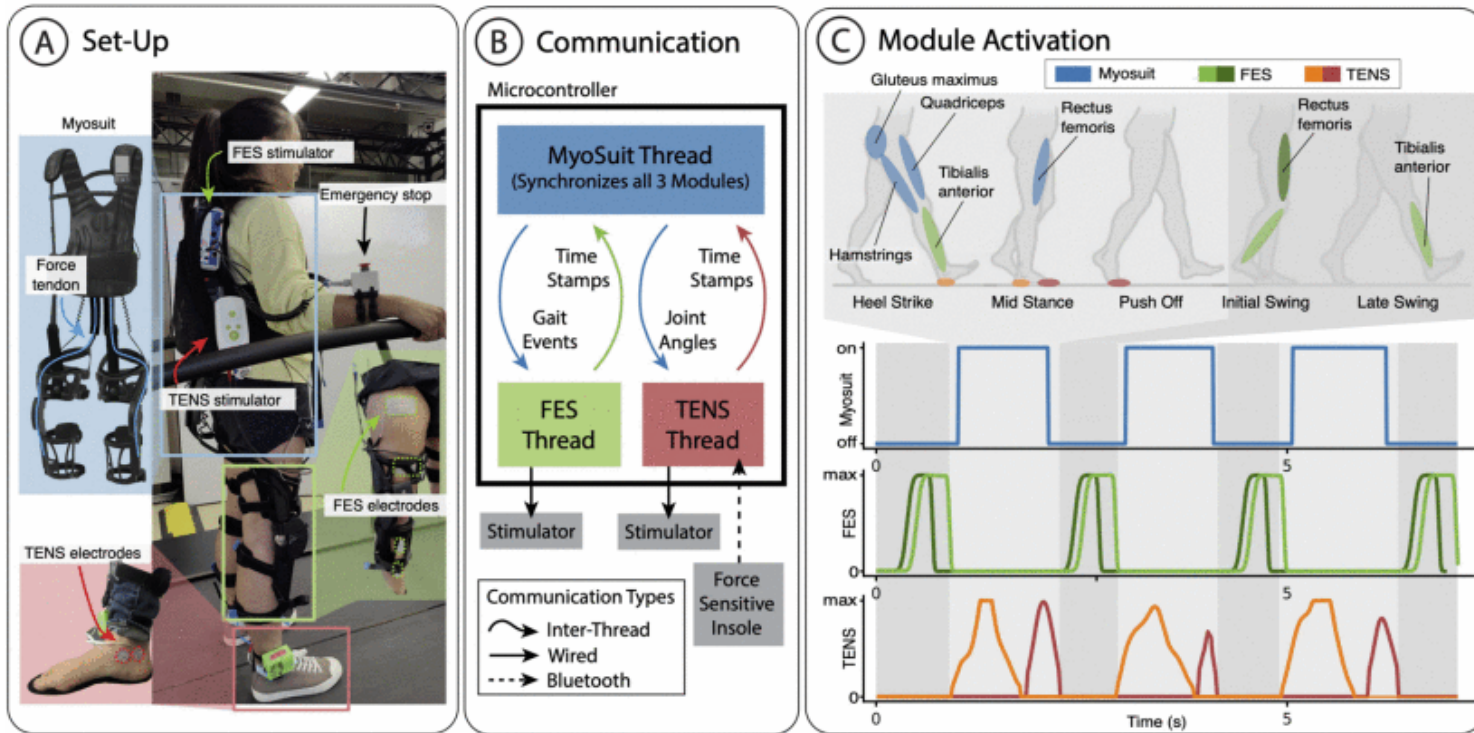 A Set-Up
Myosuit
FES stimulator
Emergency stop
Force
tendon
TENS stimulator
FES electrodes
TENS electrodes
B Communication
Microcontroller
MyoSuit Thread
(Synchronizes all 3 Modules)
Time
Stamps
Time
Stamps
Gait
Events
Joint
Angles
FES
Thread
TENS
Thread
Stimulator
Stimulator
Force
Sensitive
Insole
Communication Types
Inter-Thread
Wired
Bluetooth
C Module Activation
Myosuit
FES
TENS
Gluteus maximus
Quadriceps
Rectus
femoris
Rectus
femoris
Tibialis
anterior
Tibialis
anterior
Hamstrings
Heel Strike
Mid Stance
Push Off
Initial Swing
Late Swing
on
Myosuit
off
0
5
max
FES
0
0
5
max
TENS
0
0
5
Time (s)